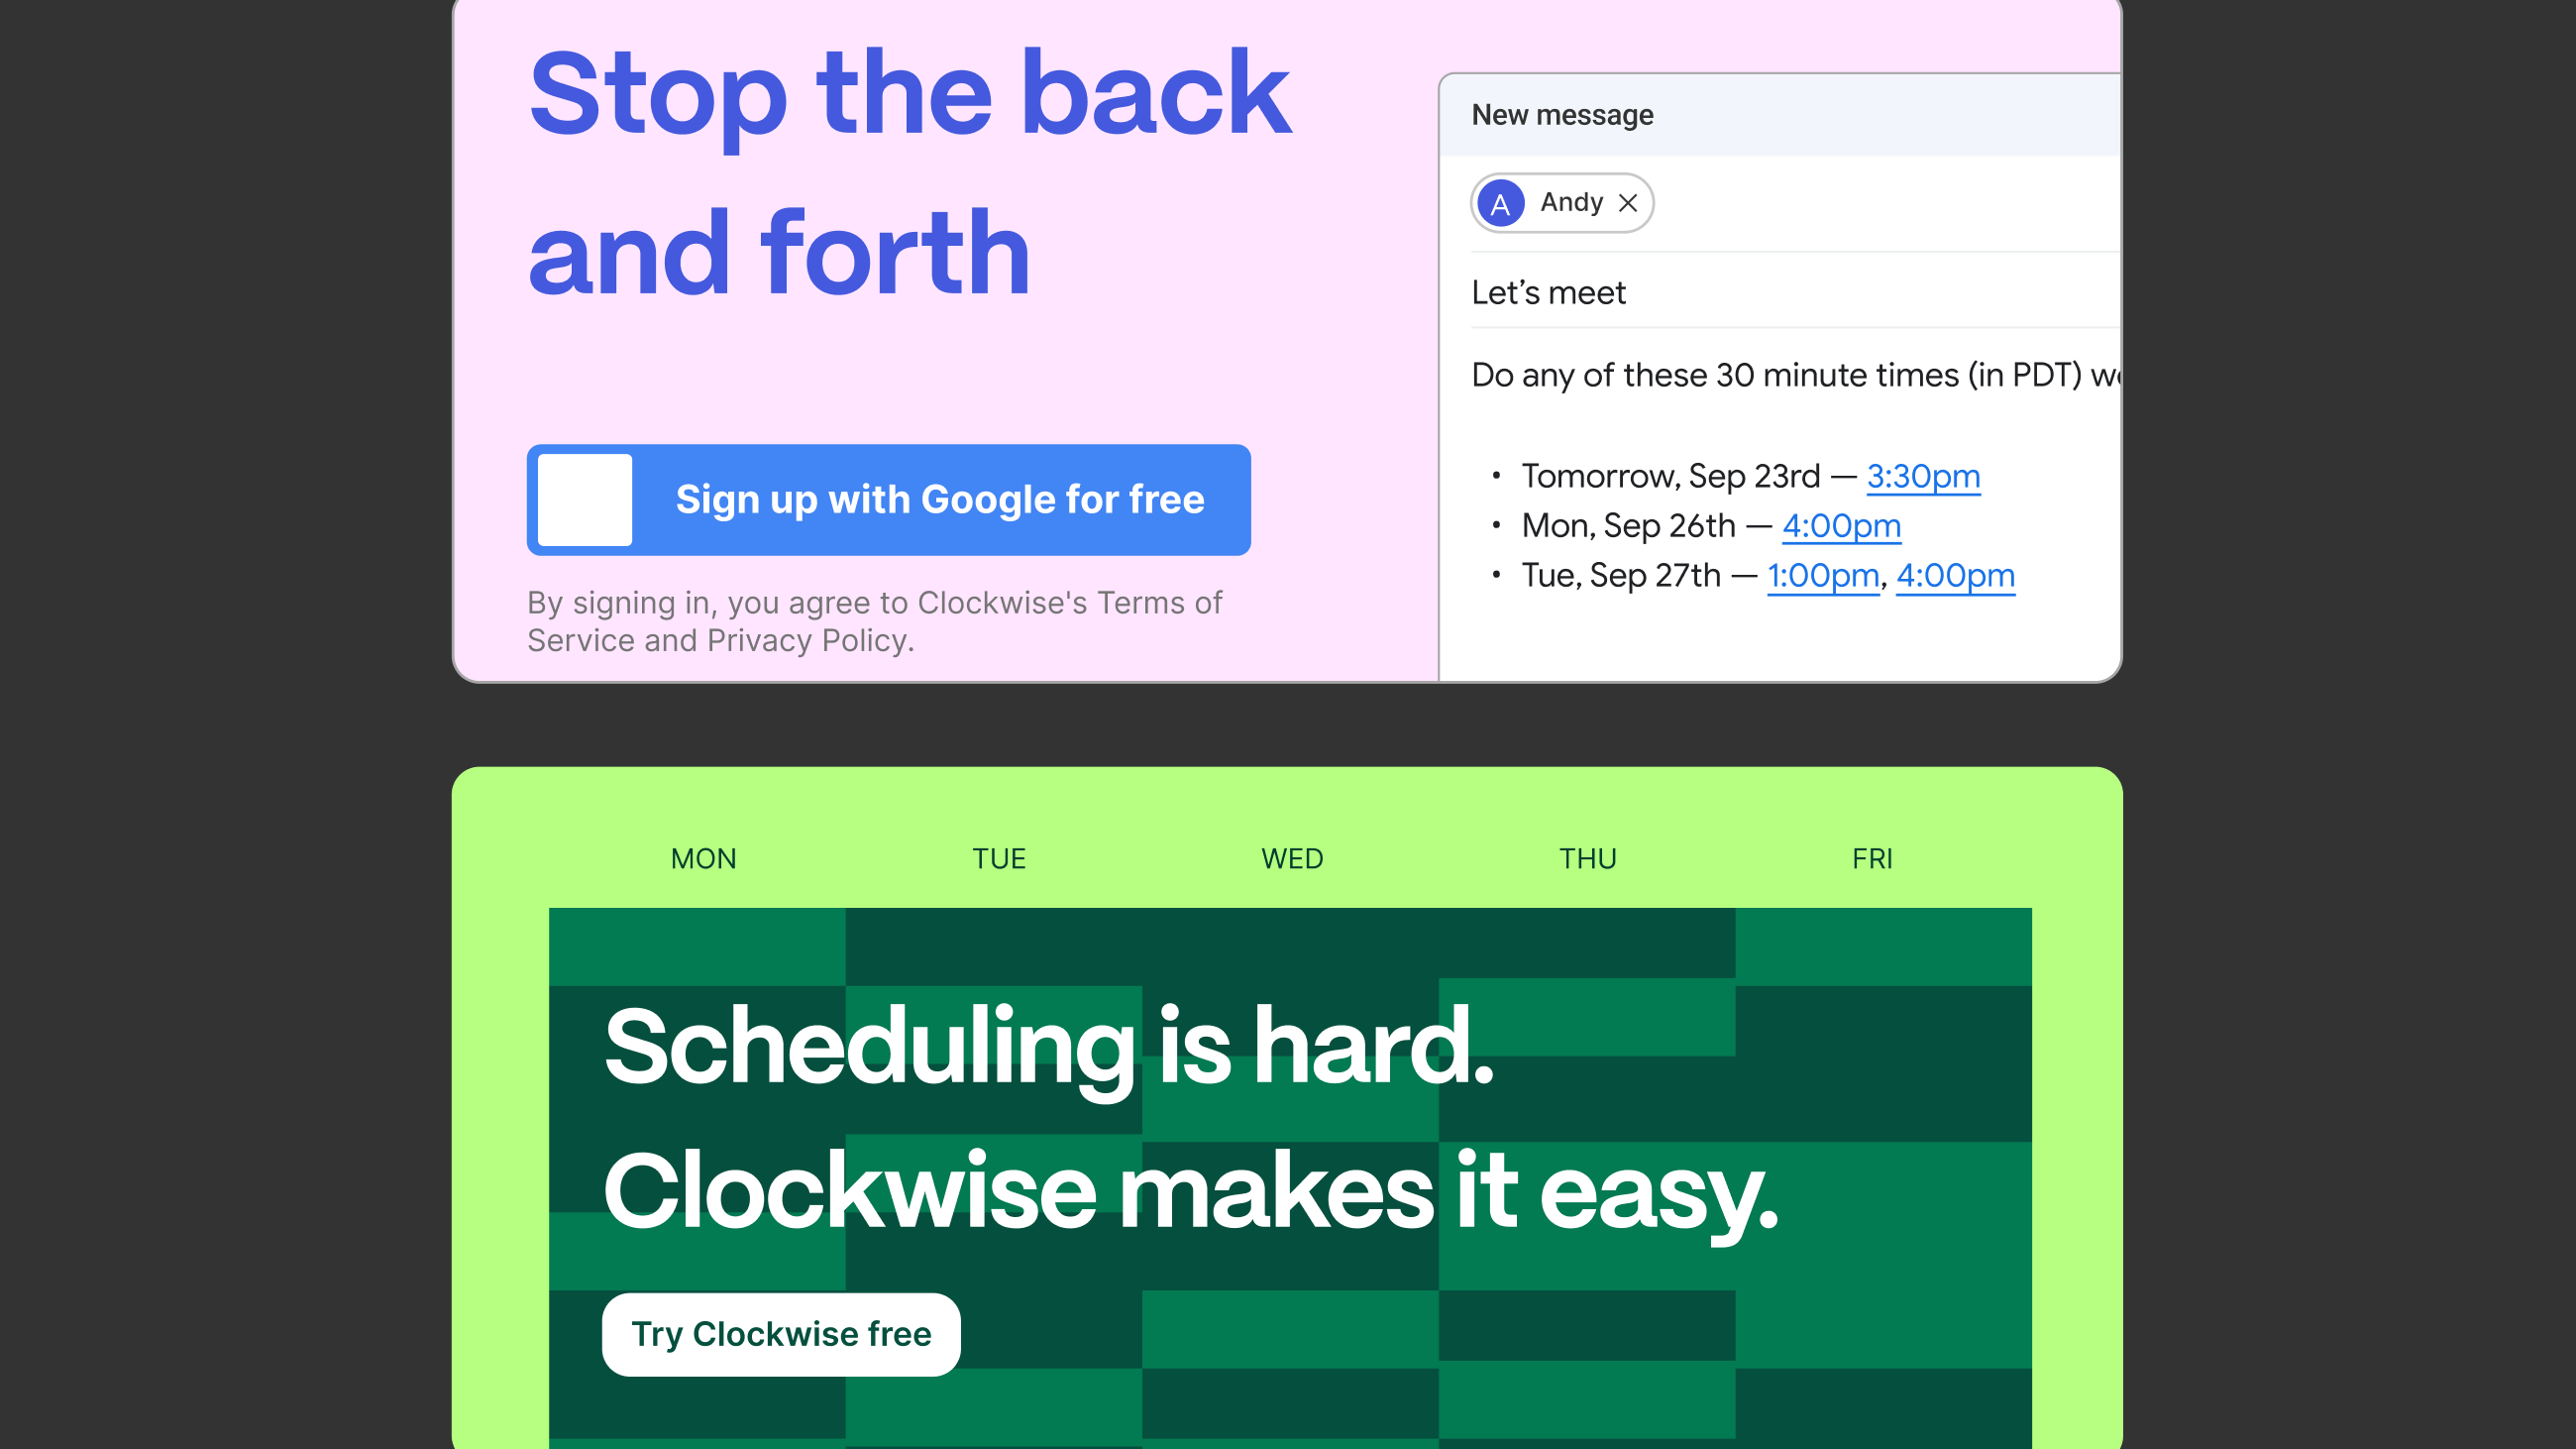 Stop the back
and forth
Sign up with Google for free
By signing in, you agree to Clockwise's Terms of
Service and Privacy Policy.
New message
A Andy
Let’s meet
Do any of these 30 minute times (in PDT)
• Tomorrow, Sep 23rd — 3:30pm
• Mon, Sep 26th — 4:00pm
• Tue, Sep 27th — 1:00pm, 4:00pm
MON TUE WED THU FRI
Scheduling is hard.
Clockwise makes it easy.
Try Clockwise free